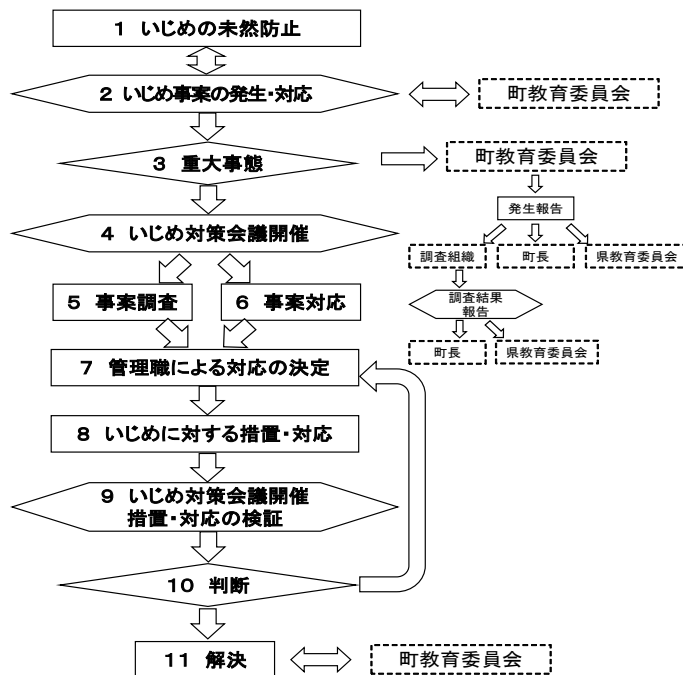 1 いじめの未然防止
2 いじめ事案の発生・対応
町教育委員会
3 重大事態
町教育委員会
発生報告
4 いじめ対策会議開催
調査組織
町長
県教育委員会
5 事案調査
6 事案対応
調査結果
報告
町長
県教育委員会
7 管理職による対応の決定
8 いじめに対する措置・対応
9 いじめ対策会議開催
措置・対応の検証
10 判断
11 解決
町教育委員会